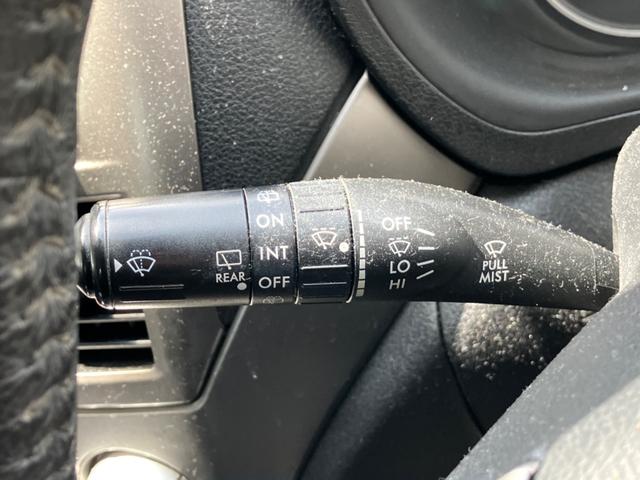 REAR
ON
INT
OFF
OFF
LO
HI
PULL
MIST